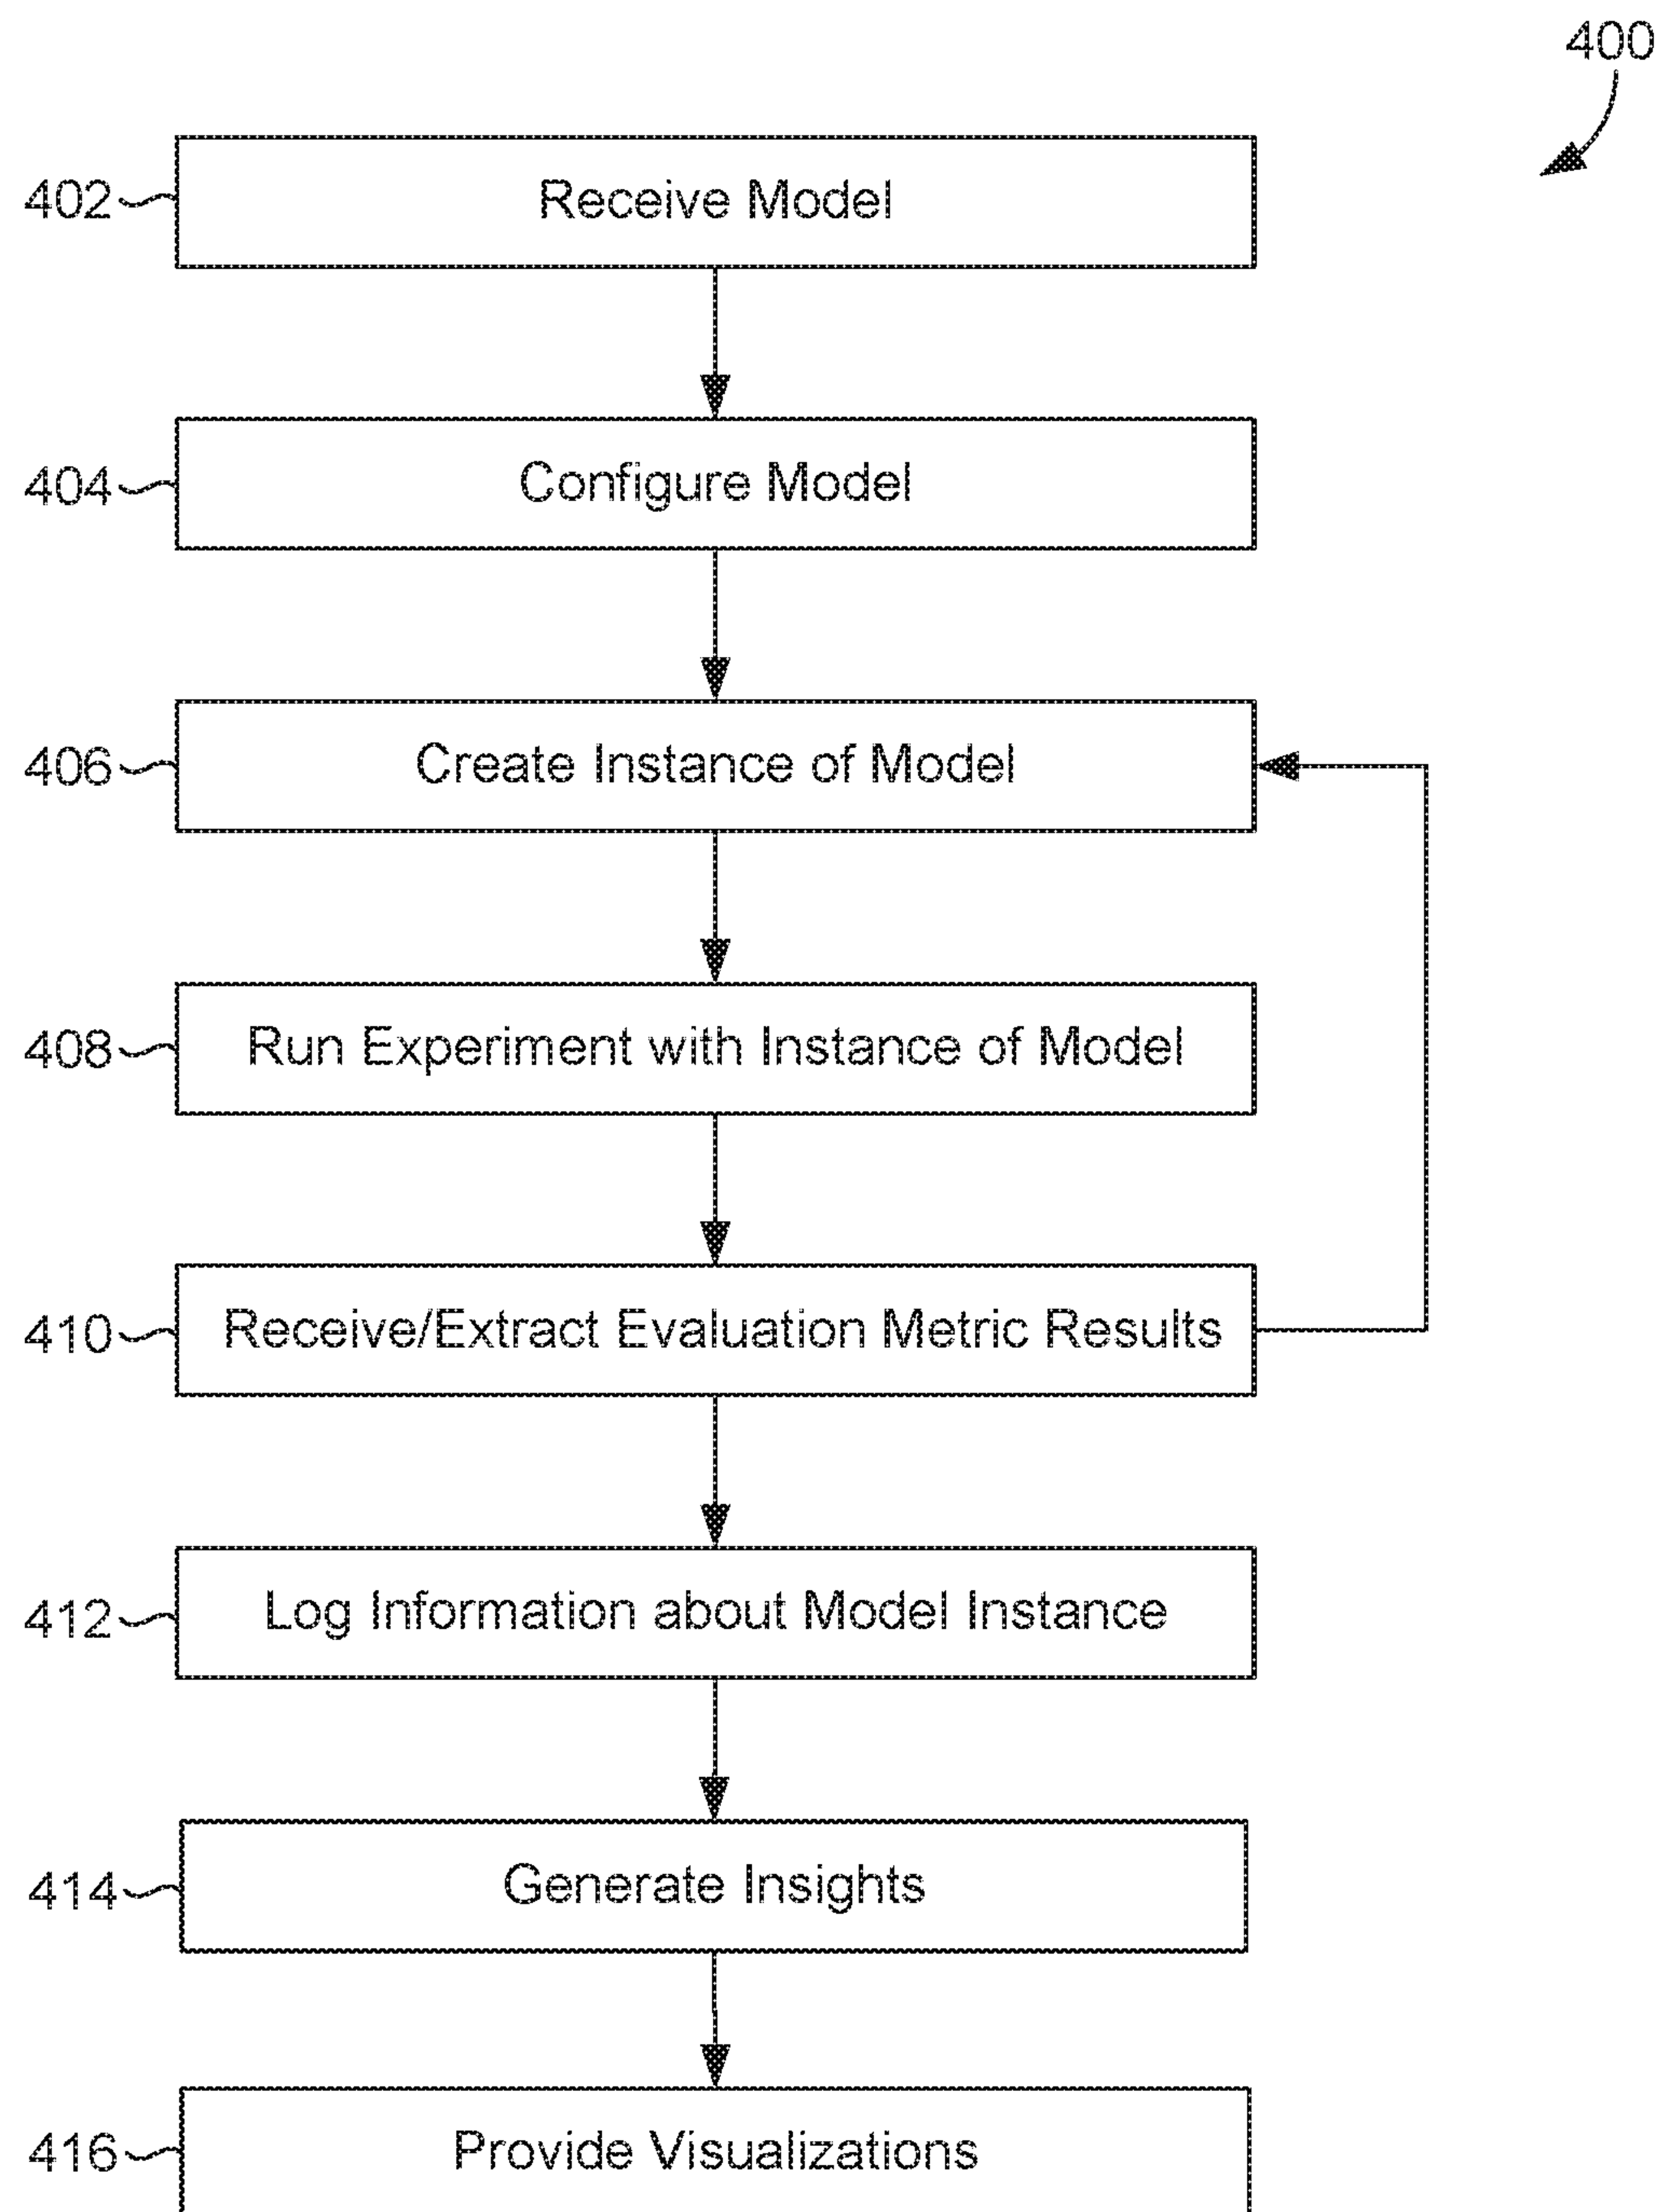 400
402 Receive Model
404 Configure Model
406 Create Instance of Model
408 Run Experiment with Instance of Model
410 Receive/Extract Evaluation Metric Results
412 Log Information about Model Instance
414 Generate Insights
416 Provide Visualizations